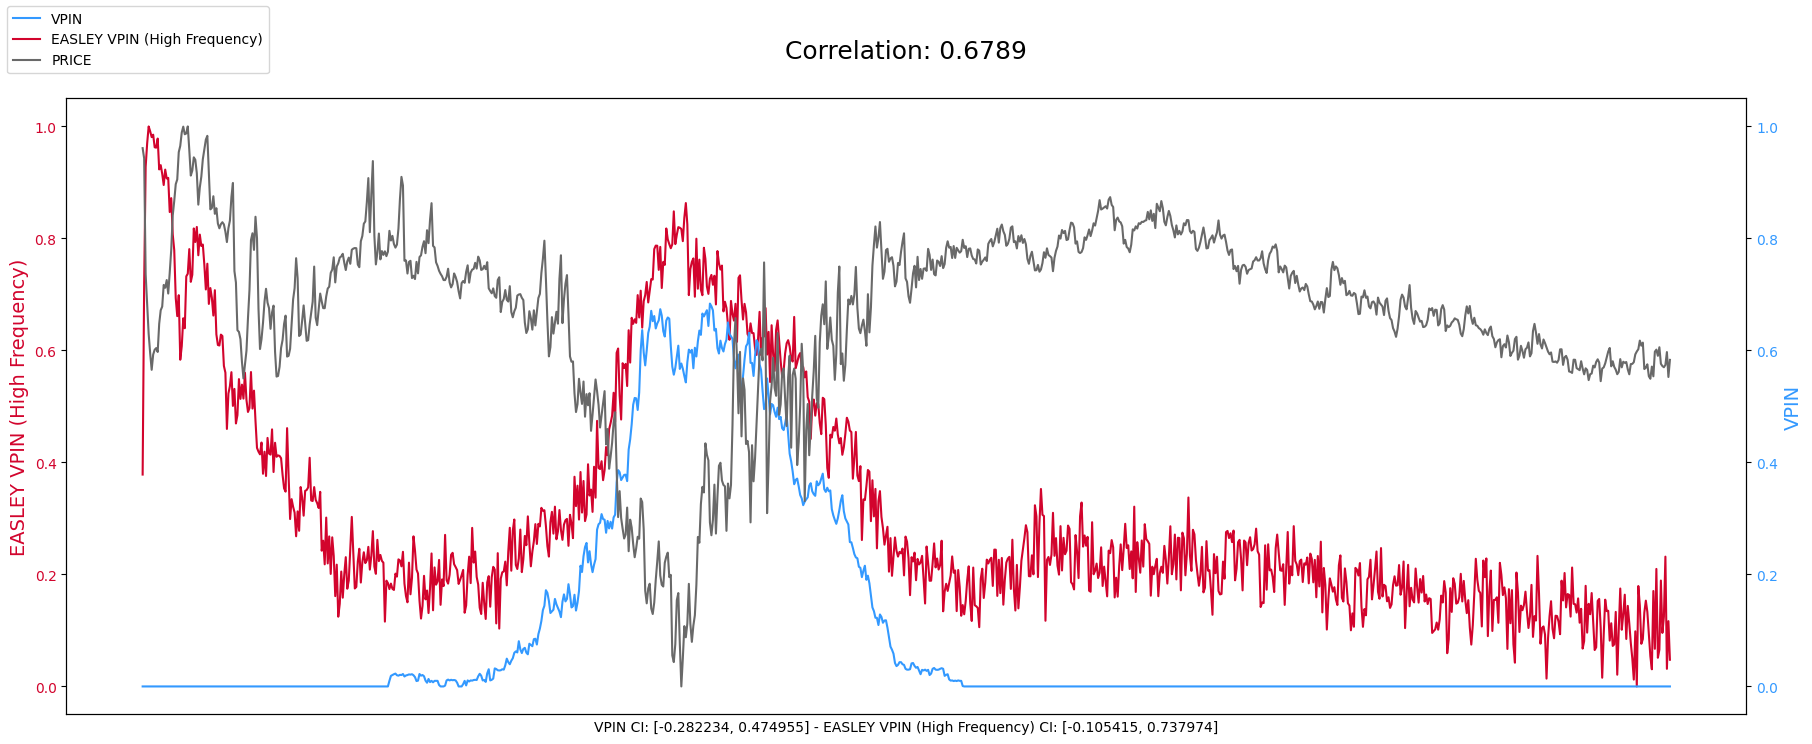 VPIN
EASLEY VPIN (High Frequency)
PRICE
Correlation: 0.6789
EASLEY VPIN (High Frequency)
1.0
0.8
0.6
0.4
0.2
0.0
1.0
0.8
0.6
0.4
0.2
0.0
VPIN
VPIN CI: [-0.282234, 0.474955] - EASLEY VPIN (High Frequency) CI: [-0.105415, 0.737974]